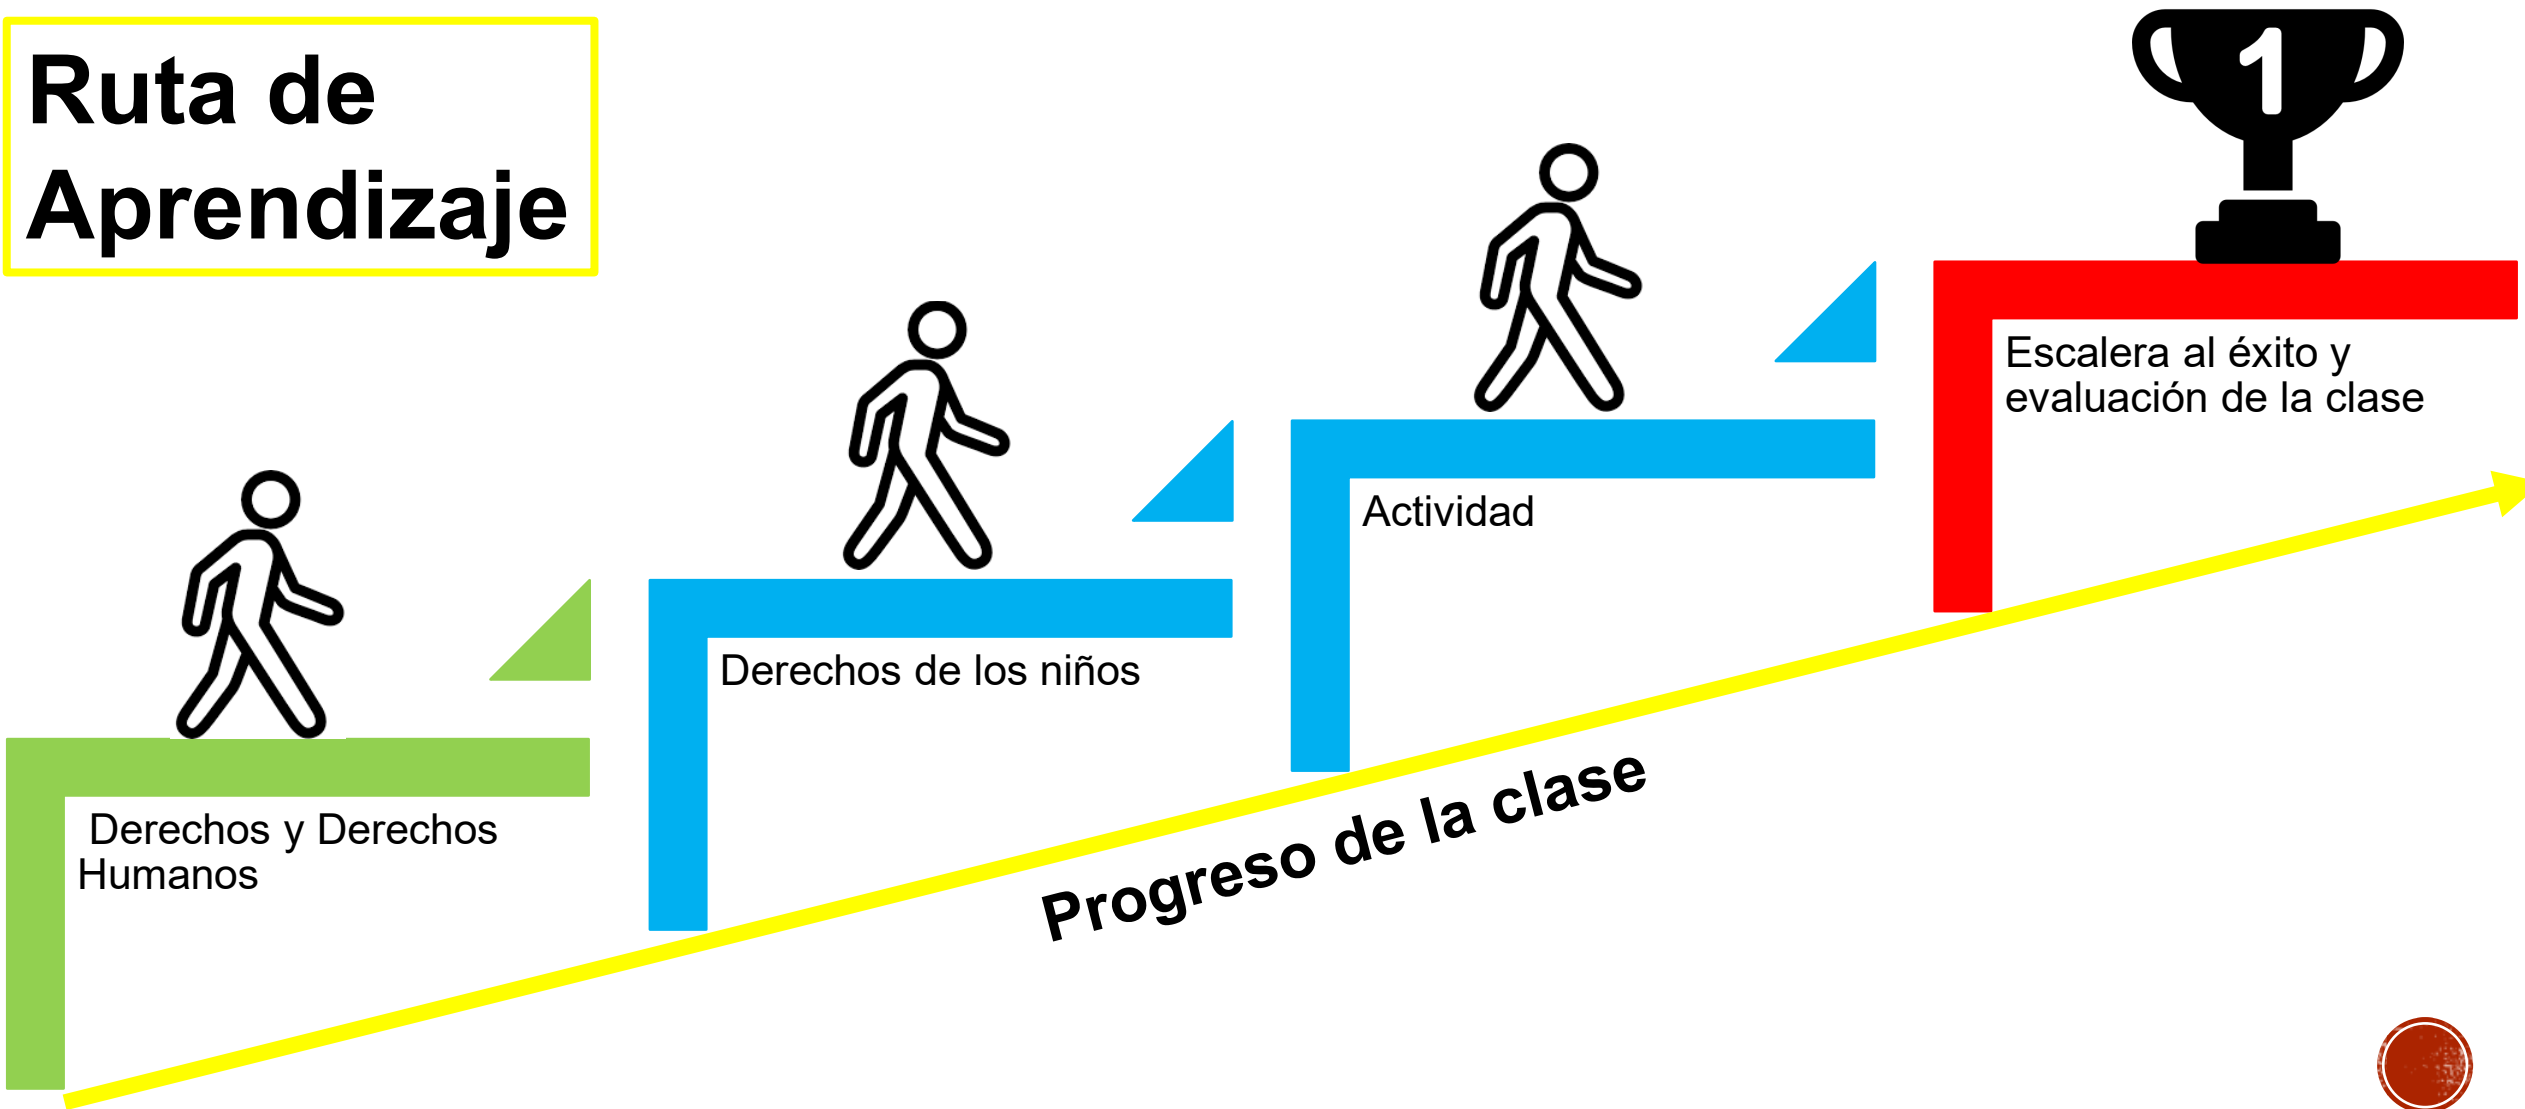 Ruta de
Aprendizaje
1
Escalera al éxito y
evaluación de la clase
Actividad
Derechos de los niños
Derechos y Derechos
Humanos
Progreso de la clase